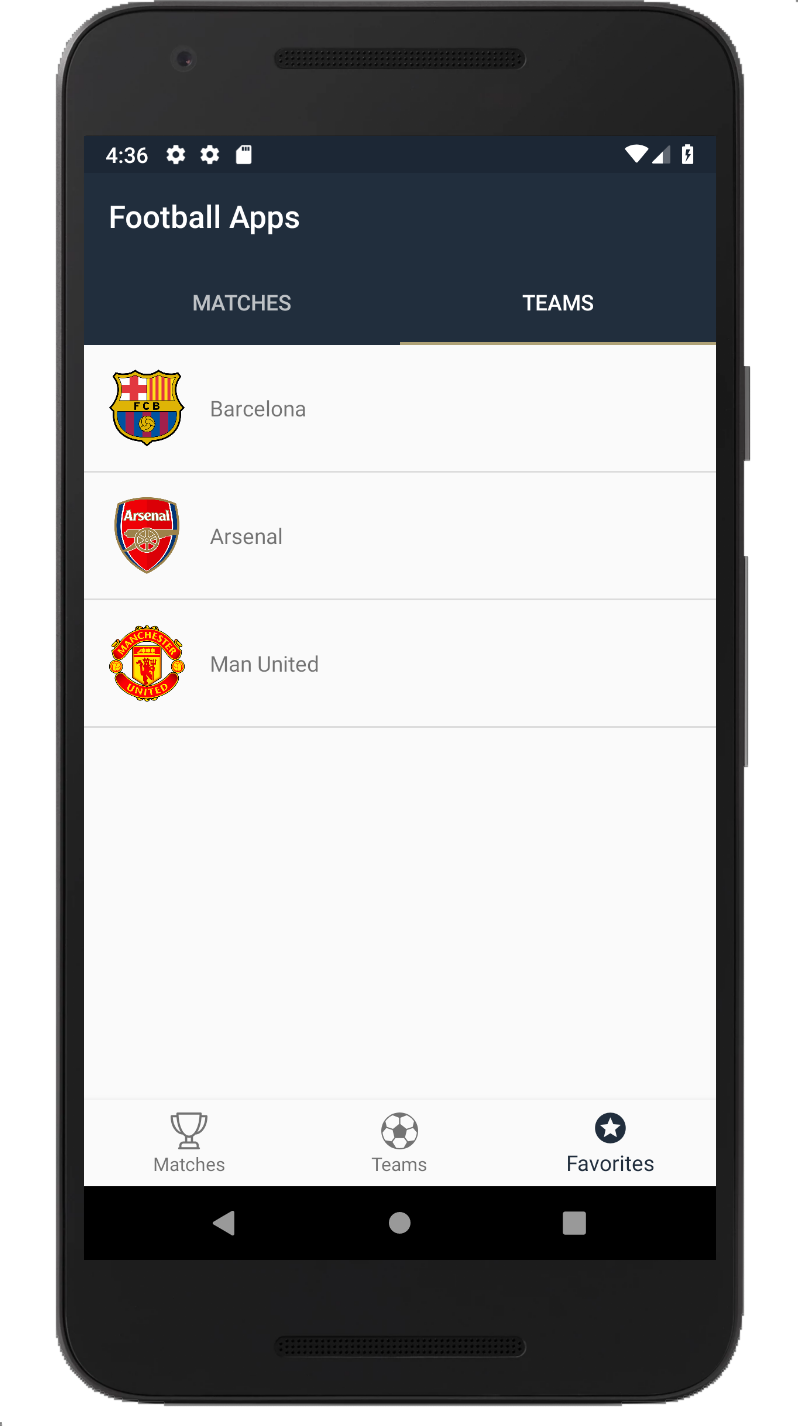 4:36
Football Apps
MATCHES TEAMS
FCB
Barcelona
Arsenal
Arsenal
MANCHESTER
UNITED
Man United
Matches Teams Favorites